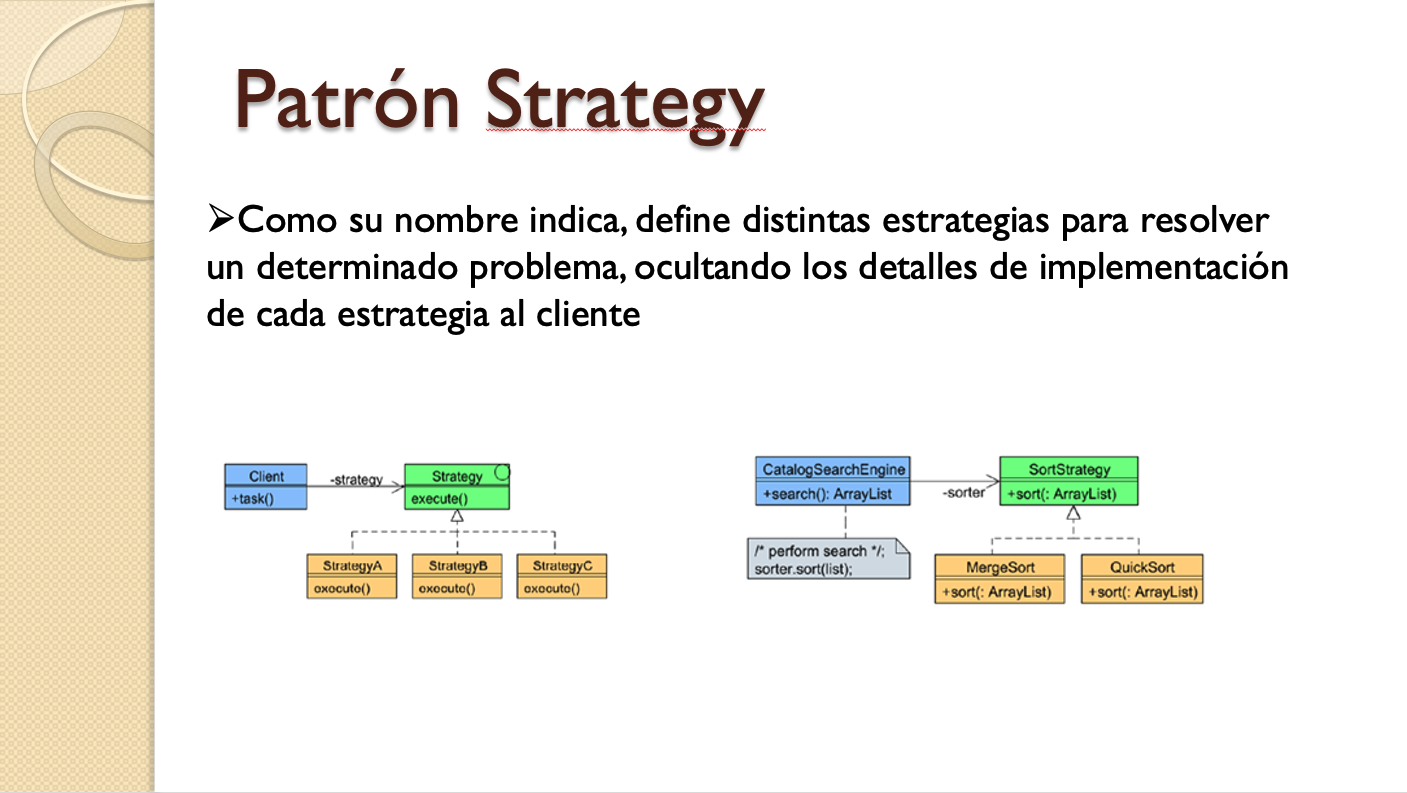 Patrón Strategy
➢Como su nombre indica, define distintas estrategias para resolver
un determinado problema, ocultando los detalles de implementación
de cada estrategia al cliente
Client
+task()
-strategy
Strategy
execute()
StrategyA
execute()
StrategyB
execute()
StrategyC
execute()
CatalogSearchEngine
+search(): ArrayList
-sorter
SortStrategy
+sort(: ArrayList)
/* perform search */;
sorter.sort(list);
MergeSort
+sort(: ArrayList)
QuickSort
+sort(: ArrayList)